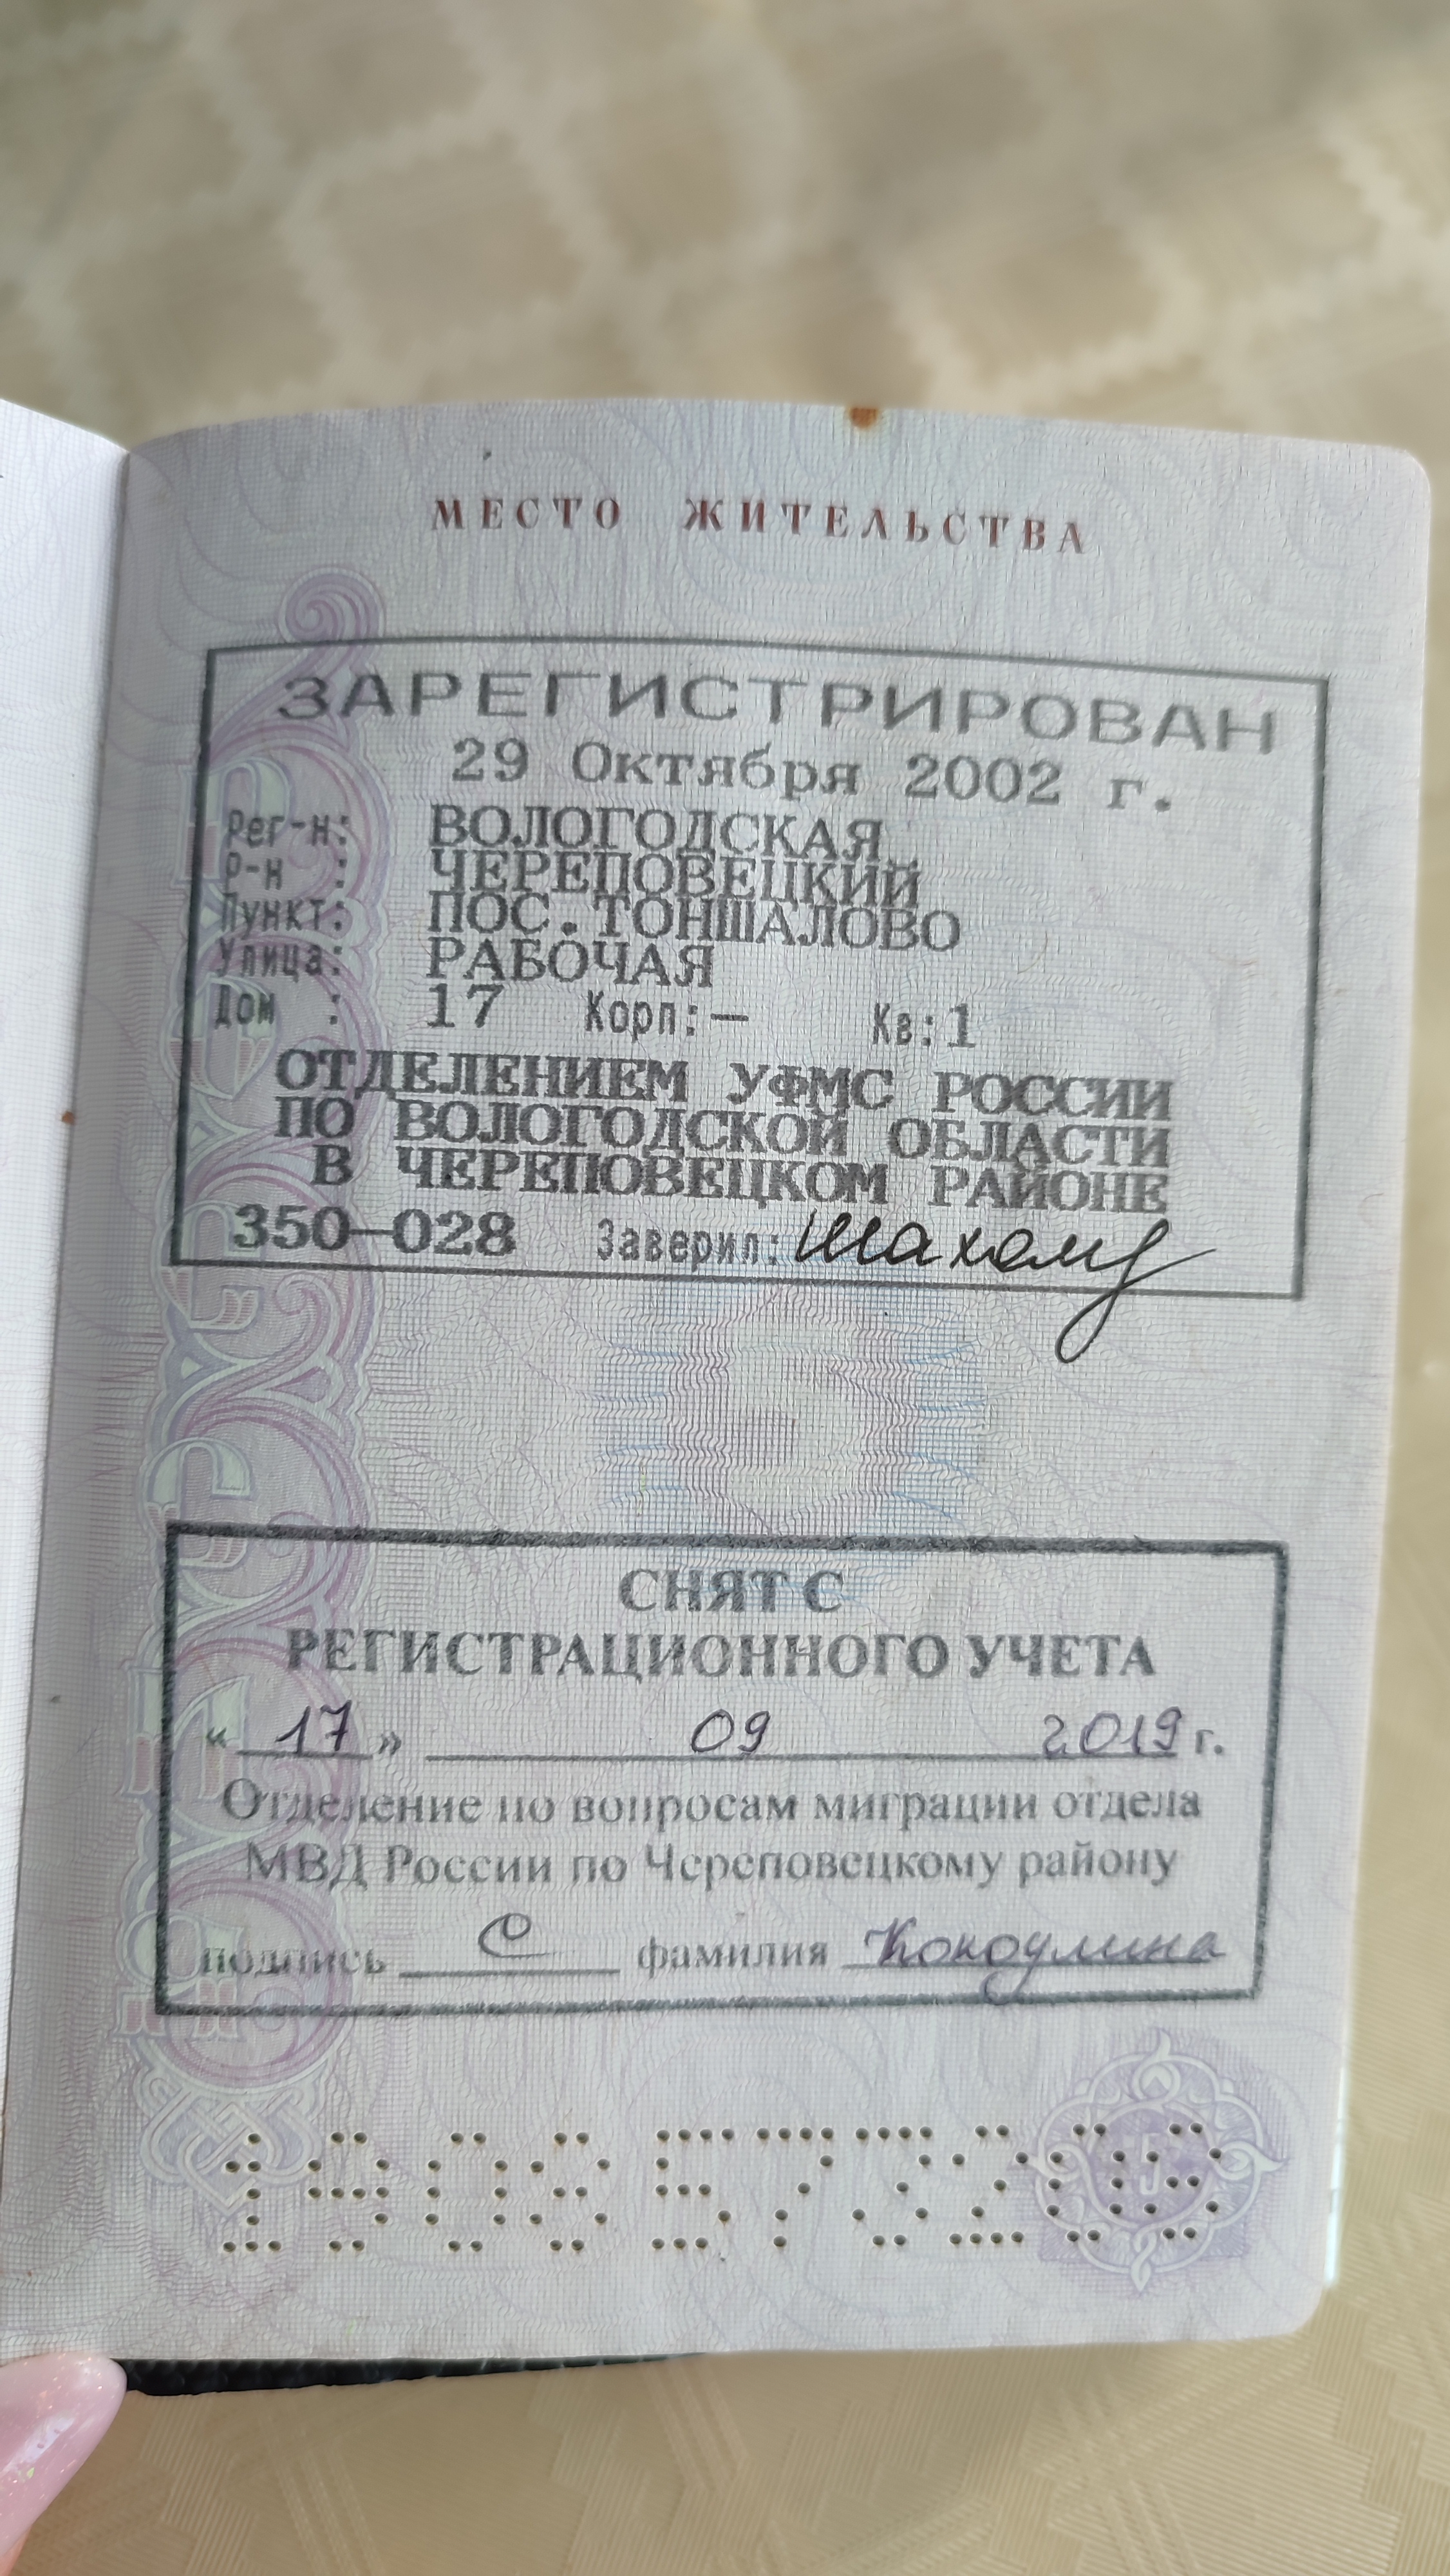 МЕСТО ЖИТЕЛЬСТВА
ЗАРЕГИСТРИРОВАН
29 Октября 2002 г.
Рег-н: ВОЛОГОДСКАЯ
Р-н : ЧЕРЕПОВЕЦКИЙ
Пункт: ПОС.ТОНШАЛОВО
Улица: РАБОЧАЯ
Дом : 17 Корп:— Кв:1
ОТДЕЛЕНИЕМ УФМС РОССИИ
ПО ВОЛОГОДСКОЙ ОБЛАСТИ
В ЧЕРЕПОВЕЦКОМ РАЙОНЕ
350–028 Заверил:
СНЯТ С
РЕГИСТРАЦИОННОГО УЧЕТА
« 17 » 09 2019 г.
Отделение по вопросам миграции отдела
МВД России по Череповецкому району
подпись фамилия Кокоулина